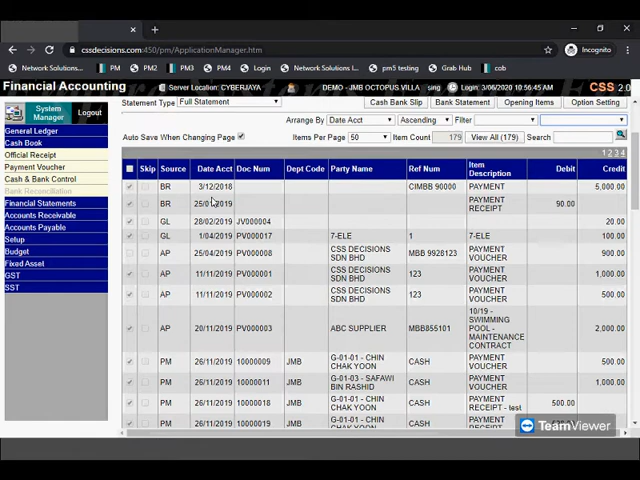 Incognito
cssdecisions.com:450/pm/ApplicationManager.htm
Network Solutions...
PM
PM2
PM3
PM4
Login
Network Solutions I...
pm5 testing
Grab Hub
cob
Financial Accounting
Server Location: CYBERJAYA
DEMO - JMB OCTOPUS VILLA
Login: 3/06/2020 10:56:45 AM
CSS 2.0
System Manager
Logout
General Ledger
Cash Book
Official Receipt
Payment Voucher
Cash & Bank Control
Bank Reconciliation
Financial Statements
Accounts Receivable
Accounts Payable
Setup
Budget
Fixed Asset
GST
SST
Statement Type Full Statement
Cash Bank Slip
Bank Statement
Opening Items
Option Setting
Arrange By Date Acct Ascending Filter
Auto Save When Changing Page
Items Per Page 50 Item Count 179 View All (179) Search
1 2 3 4
Skip Source Date Acct Doc Num Dept Code Party Name Ref Num Item Description Debit Credit
BR 3/12/2018 CIMBB 90000 PAYMENT 5,000.00
BR 25/01/2019 PAYMENT RECEIPT 90.00
GL 28/02/2019 JV000004 20.00
GL 1/04/2019 PV000017 7-ELE 1 7-ELE 100.00
AP 25/04/2019 PV000008 CSS DECISIONS SDN BHD MBB 9928123 PAYMENT VOUCHER 900.00
AP 11/11/2019 PV000001 CSS DECISIONS SDN BHD 123 PAYMENT VOUCHER 1,000.00
AP 11/11/2019 PV000002 CSS DECISIONS SDN BHD 123 PAYMENT VOUCHER 500.00
AP 20/11/2019 PV000003 ABC SUPPLIER MBB855101 10/19 - SWIMMING POOL - MAINTENANCE CONTRACT 2,000.00
PM 26/11/2019 10000009 JMB G-01-01 - CHIN CHAK YOON CASH PAYMENT VOUCHER 500.00
PM 26/11/2019 10000011 JMB G-01-03 - SAFAWI BIN RASHID CASH PAYMENT VOUCHER 1,000.00
PM 26/11/2019 10000018 JMB G-01-01 - CHIN CHAK YOON CASH PAYMENT RECEIPT - test 500.00
PM 26/11/2019 10000019 JMB G-01-01 - CHIN CASH PAYMENT
TeamViewer